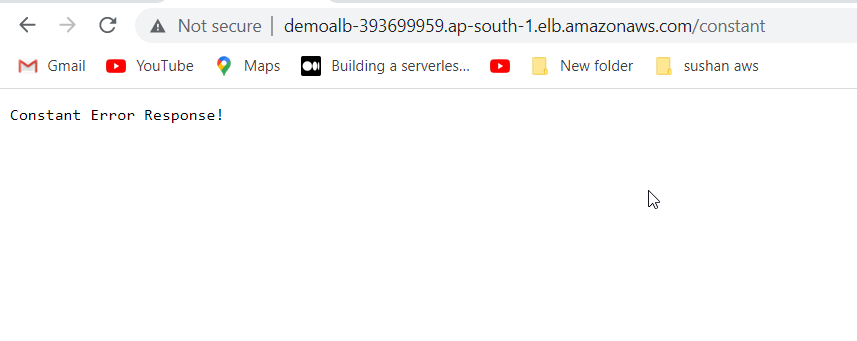 Not secure | demoalb-393699959.ap-south-1.elb.amazonaws.com/constant
Gmail YouTube Maps Building a serverles... New folder sushan aws
Constant Error Response!